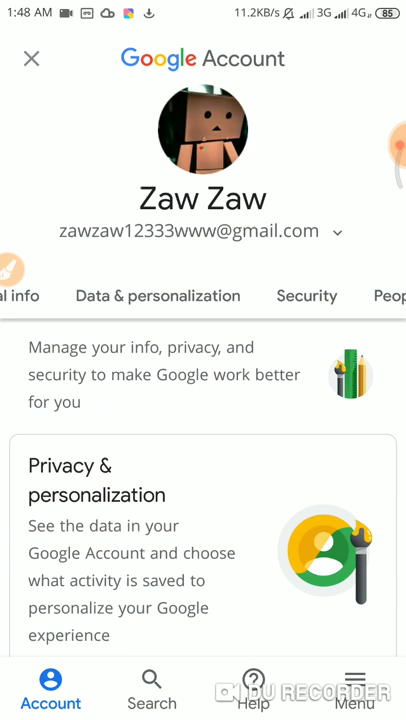 1:48 AM 11.2KB/s 3G 4G 85
Google Account
Zaw Zaw
zawzaw12333www@gmail.com
al info Data & personalization Security Peop
Manage your info, privacy, and
security to make Google work better
for you
Privacy &
personalization
See the data in your
Google Account and choose
what activity is saved to
personalize your Google
experience
Account Search Help Menu
DU RECORDER